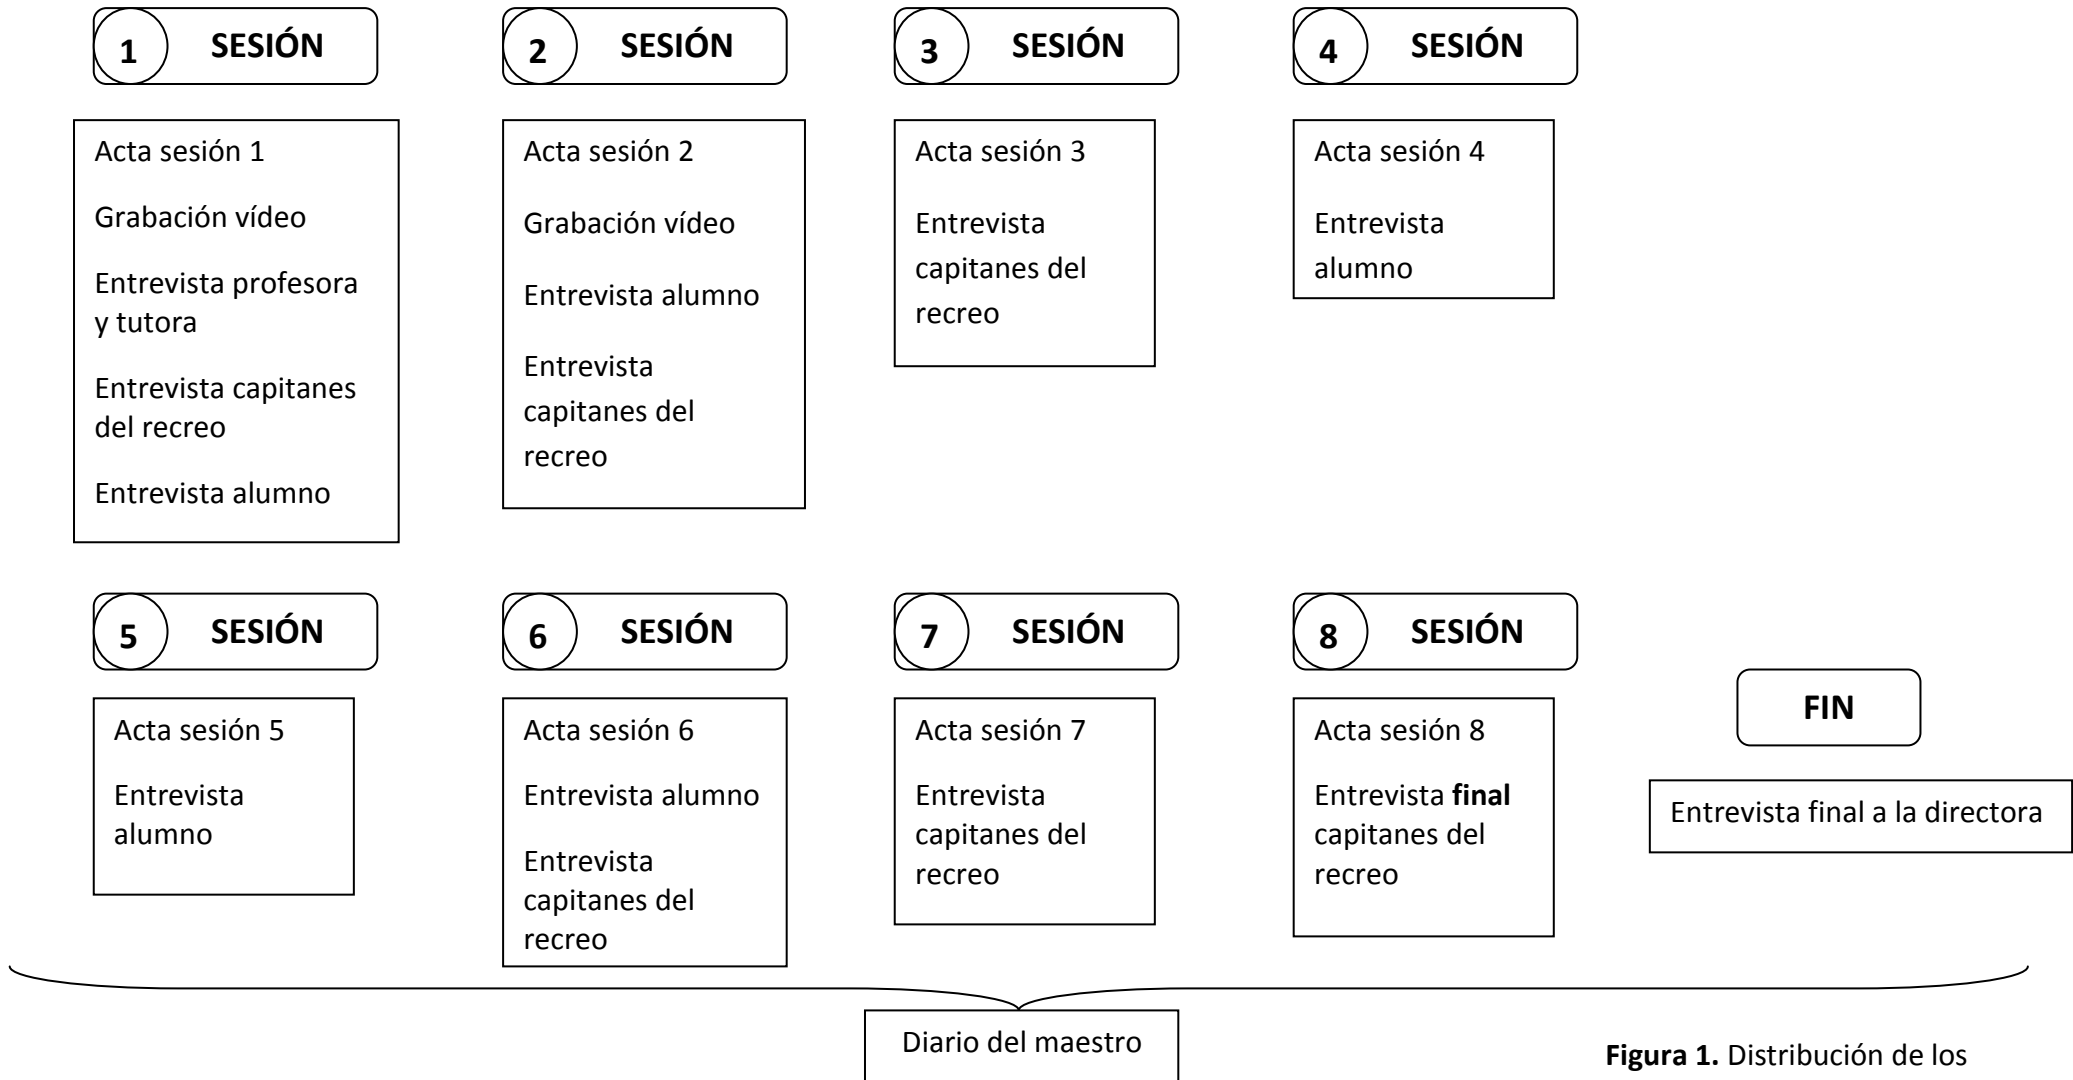 1 SESIÓN
Acta sesión 1
Grabación vídeo
Entrevista profesora
y tutora
Entrevista capitanes
del recreo
Entrevista alumno
2 SESIÓN
Acta sesión 2
Grabación vídeo
Entrevista alumno
Entrevista
capitanes del
recreo
3 SESIÓN
Acta sesión 3
Entrevista
capitanes del
recreo
4 SESIÓN
Acta sesión 4
Entrevista
alumno
5 SESIÓN
Acta sesión 5
Entrevista
alumno
6 SESIÓN
Acta sesión 6
Entrevista alumno
Entrevista
capitanes del
recreo
7 SESIÓN
Acta sesión 7
Entrevista
capitanes del
recreo
8 SESIÓN
Acta sesión 8
Entrevista final
capitanes del
recreo
FIN
Entrevista final a la directora
Diario del maestro
Figura 1. Distribución de los